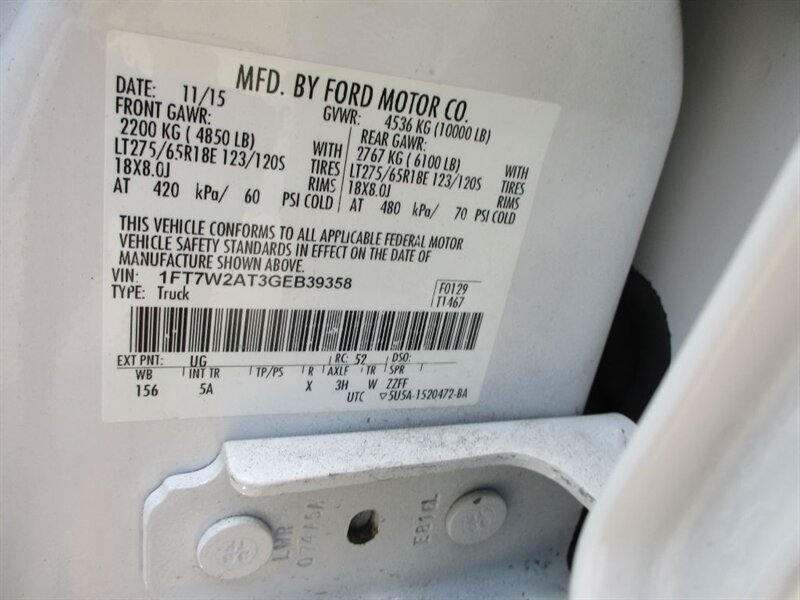 MFD. BY FORD MOTOR CO.
DATE: 11/15 GVWR: 4536 KG (10000 LB)
FRONT GAWR: REAR GAWR:
2200 KG ( 4850 LB) WITH 2767 KG ( 6100 LB) WITH
LT275/65R18E 123/120S TIRES LT275/65R18E 123/120S TIRES
18X8.0J RIMS 18X8.0J RIMS
AT 420 kPa/ 60 PSI COLD AT 480 kPa/ 70 PSI COLD
THIS VEHICLE CONFORMS TO ALL APPLICABLE FEDERAL MOTOR
VEHICLE SAFETY STANDARDS IN EFFECT ON THE DATE OF
MANUFACTURE SHOWN ABOVE.
VIN: 1FT7W2AT3GEB39358 F0129
TYPE: Truck T1467
EXT PNT: UG RC: 52 DSO:
WB INT TR TP/PS R AXLE TR SPR
156 5A X 3H W ZZFF
UTC ▽5U5A-1520472-BA
LWR
074A5A
E8161